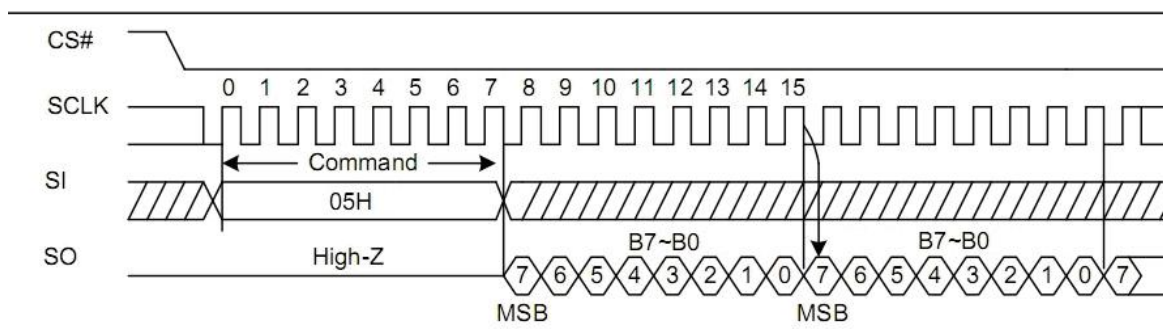 CS#
0 1 2 3 4 5 6 7 8 9 10 11 12 13 14 15
SCLK
Command
SI
05H
B7~B0 B7~B0
SO High-Z
7 6 5 4 3 2 1 0 7 6 5 4 3 2 1 0 7
MSB MSB